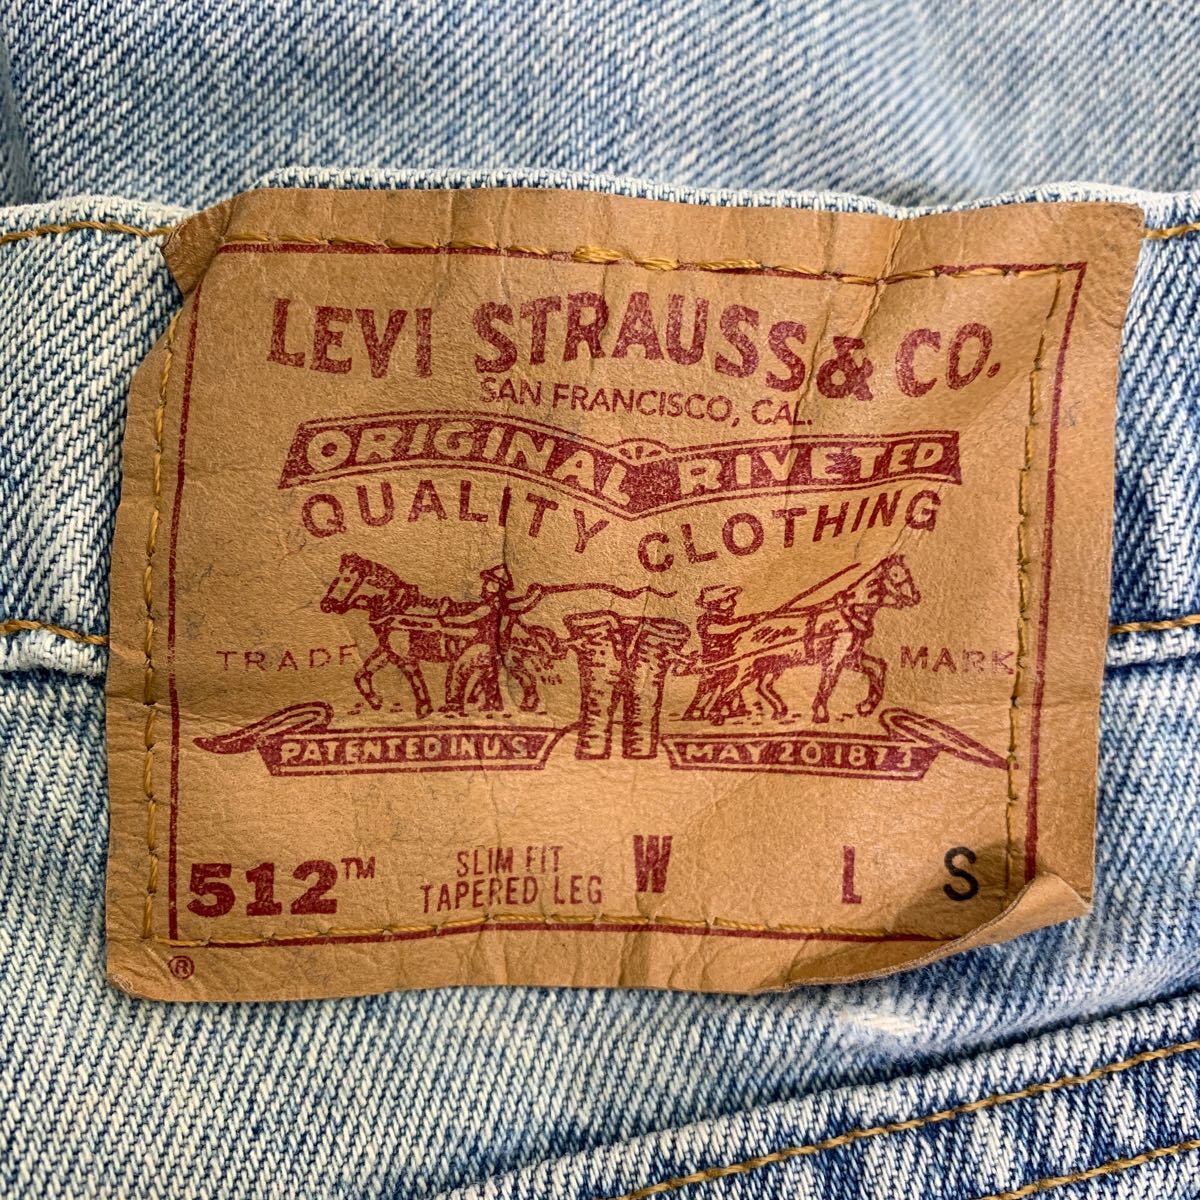 LEVI STRAUSS & CO.
SAN FRANCISCO, CAL.
ORIGINAL RIVETED
QUALITY CLOTHING
TRADE MARK
PATENTED IN U.S. MAY 20 1873
512™ SLIM FIT W L S
TAPERED LEG
®